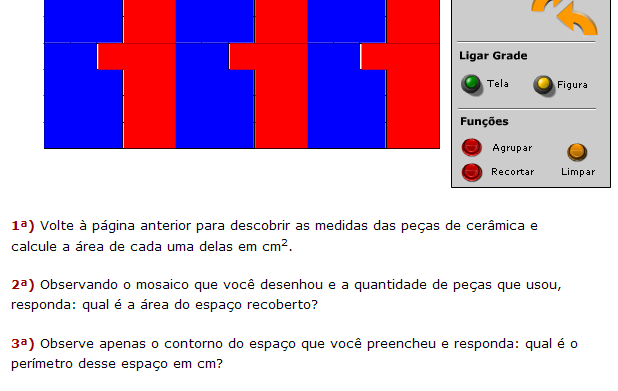 Ligar Grade
Tela Figura
Funções
Agrupar
Recortar Limpar
1ª) Volte à página anterior para descobrir as medidas das peças de cerâmica e
calcule a área de cada uma delas em cm².
2ª) Observando o mosaico que você desenhou e a quantidade de peças que usou,
responda: qual é a área do espaço recoberto?
3ª) Observe apenas o contorno do espaço que você preencheu e responda: qual é o
perímetro desse espaço em cm?